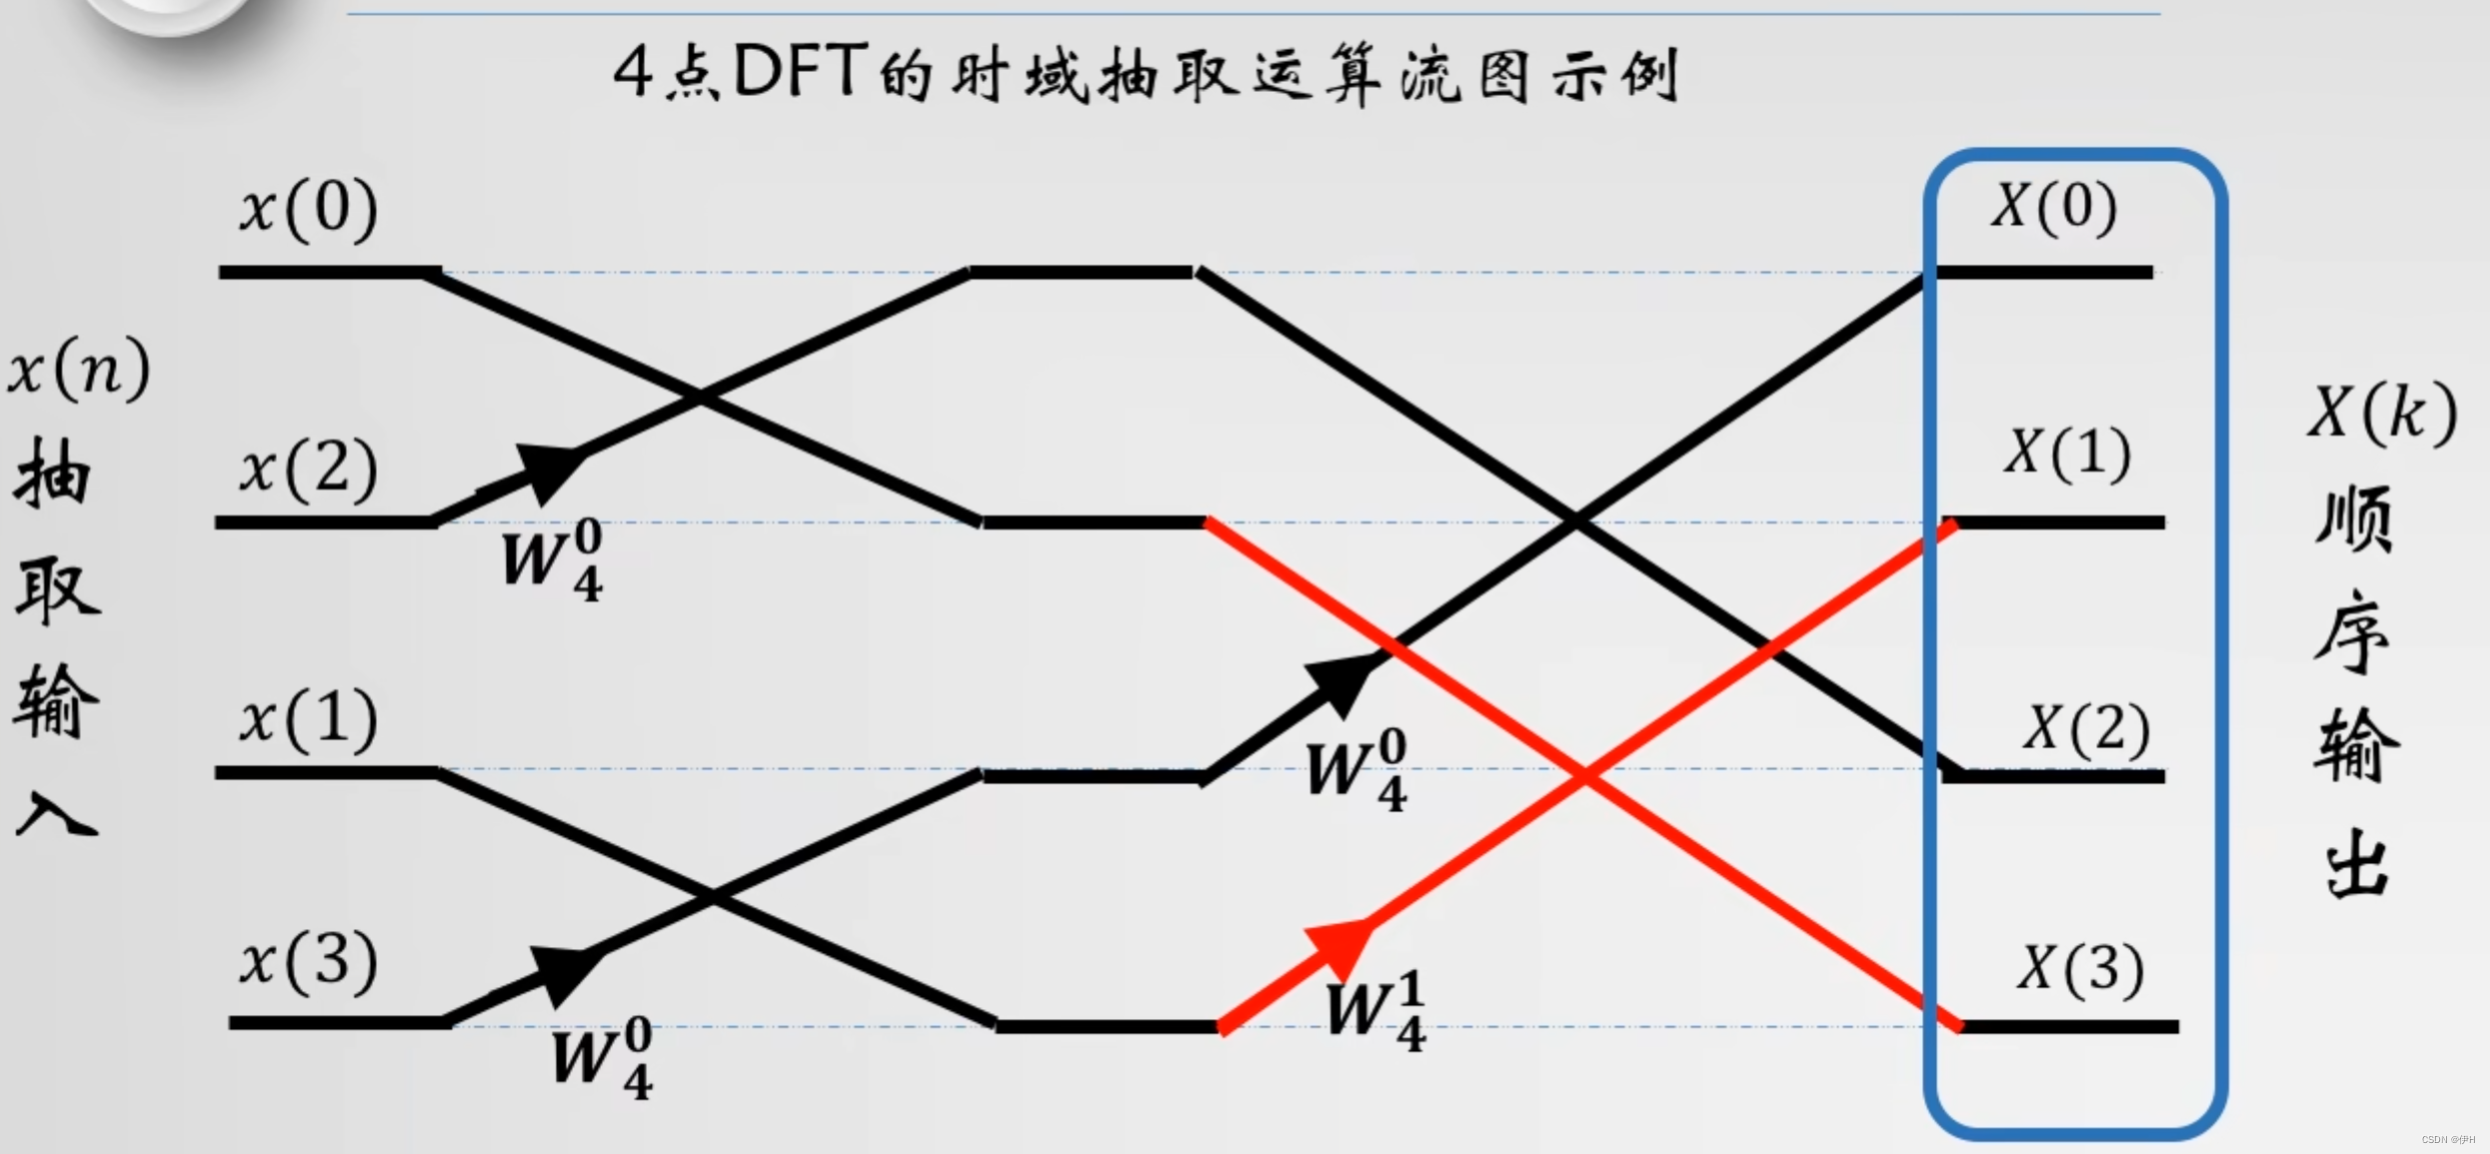 4点DFT的时域抽取运算流图示例
x(0)
X(0)
x(n)
抽取输入
x(2)
W_4^0
X(1)
X(k)
顺序输出
x(1)
W_4^0
X(2)
x(3)
W_4^0
W_4^1
X(3)
CSDN @伊H